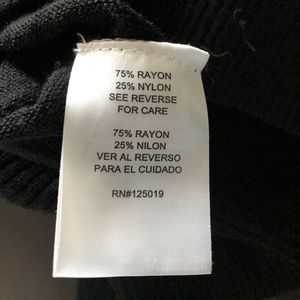 75% RAYON
25% NYLON
SEE REVERSE
FOR CARE
75% RAYON
25% NILON
VER AL REVERSO
PARA EL CUIDADO
RN#125019